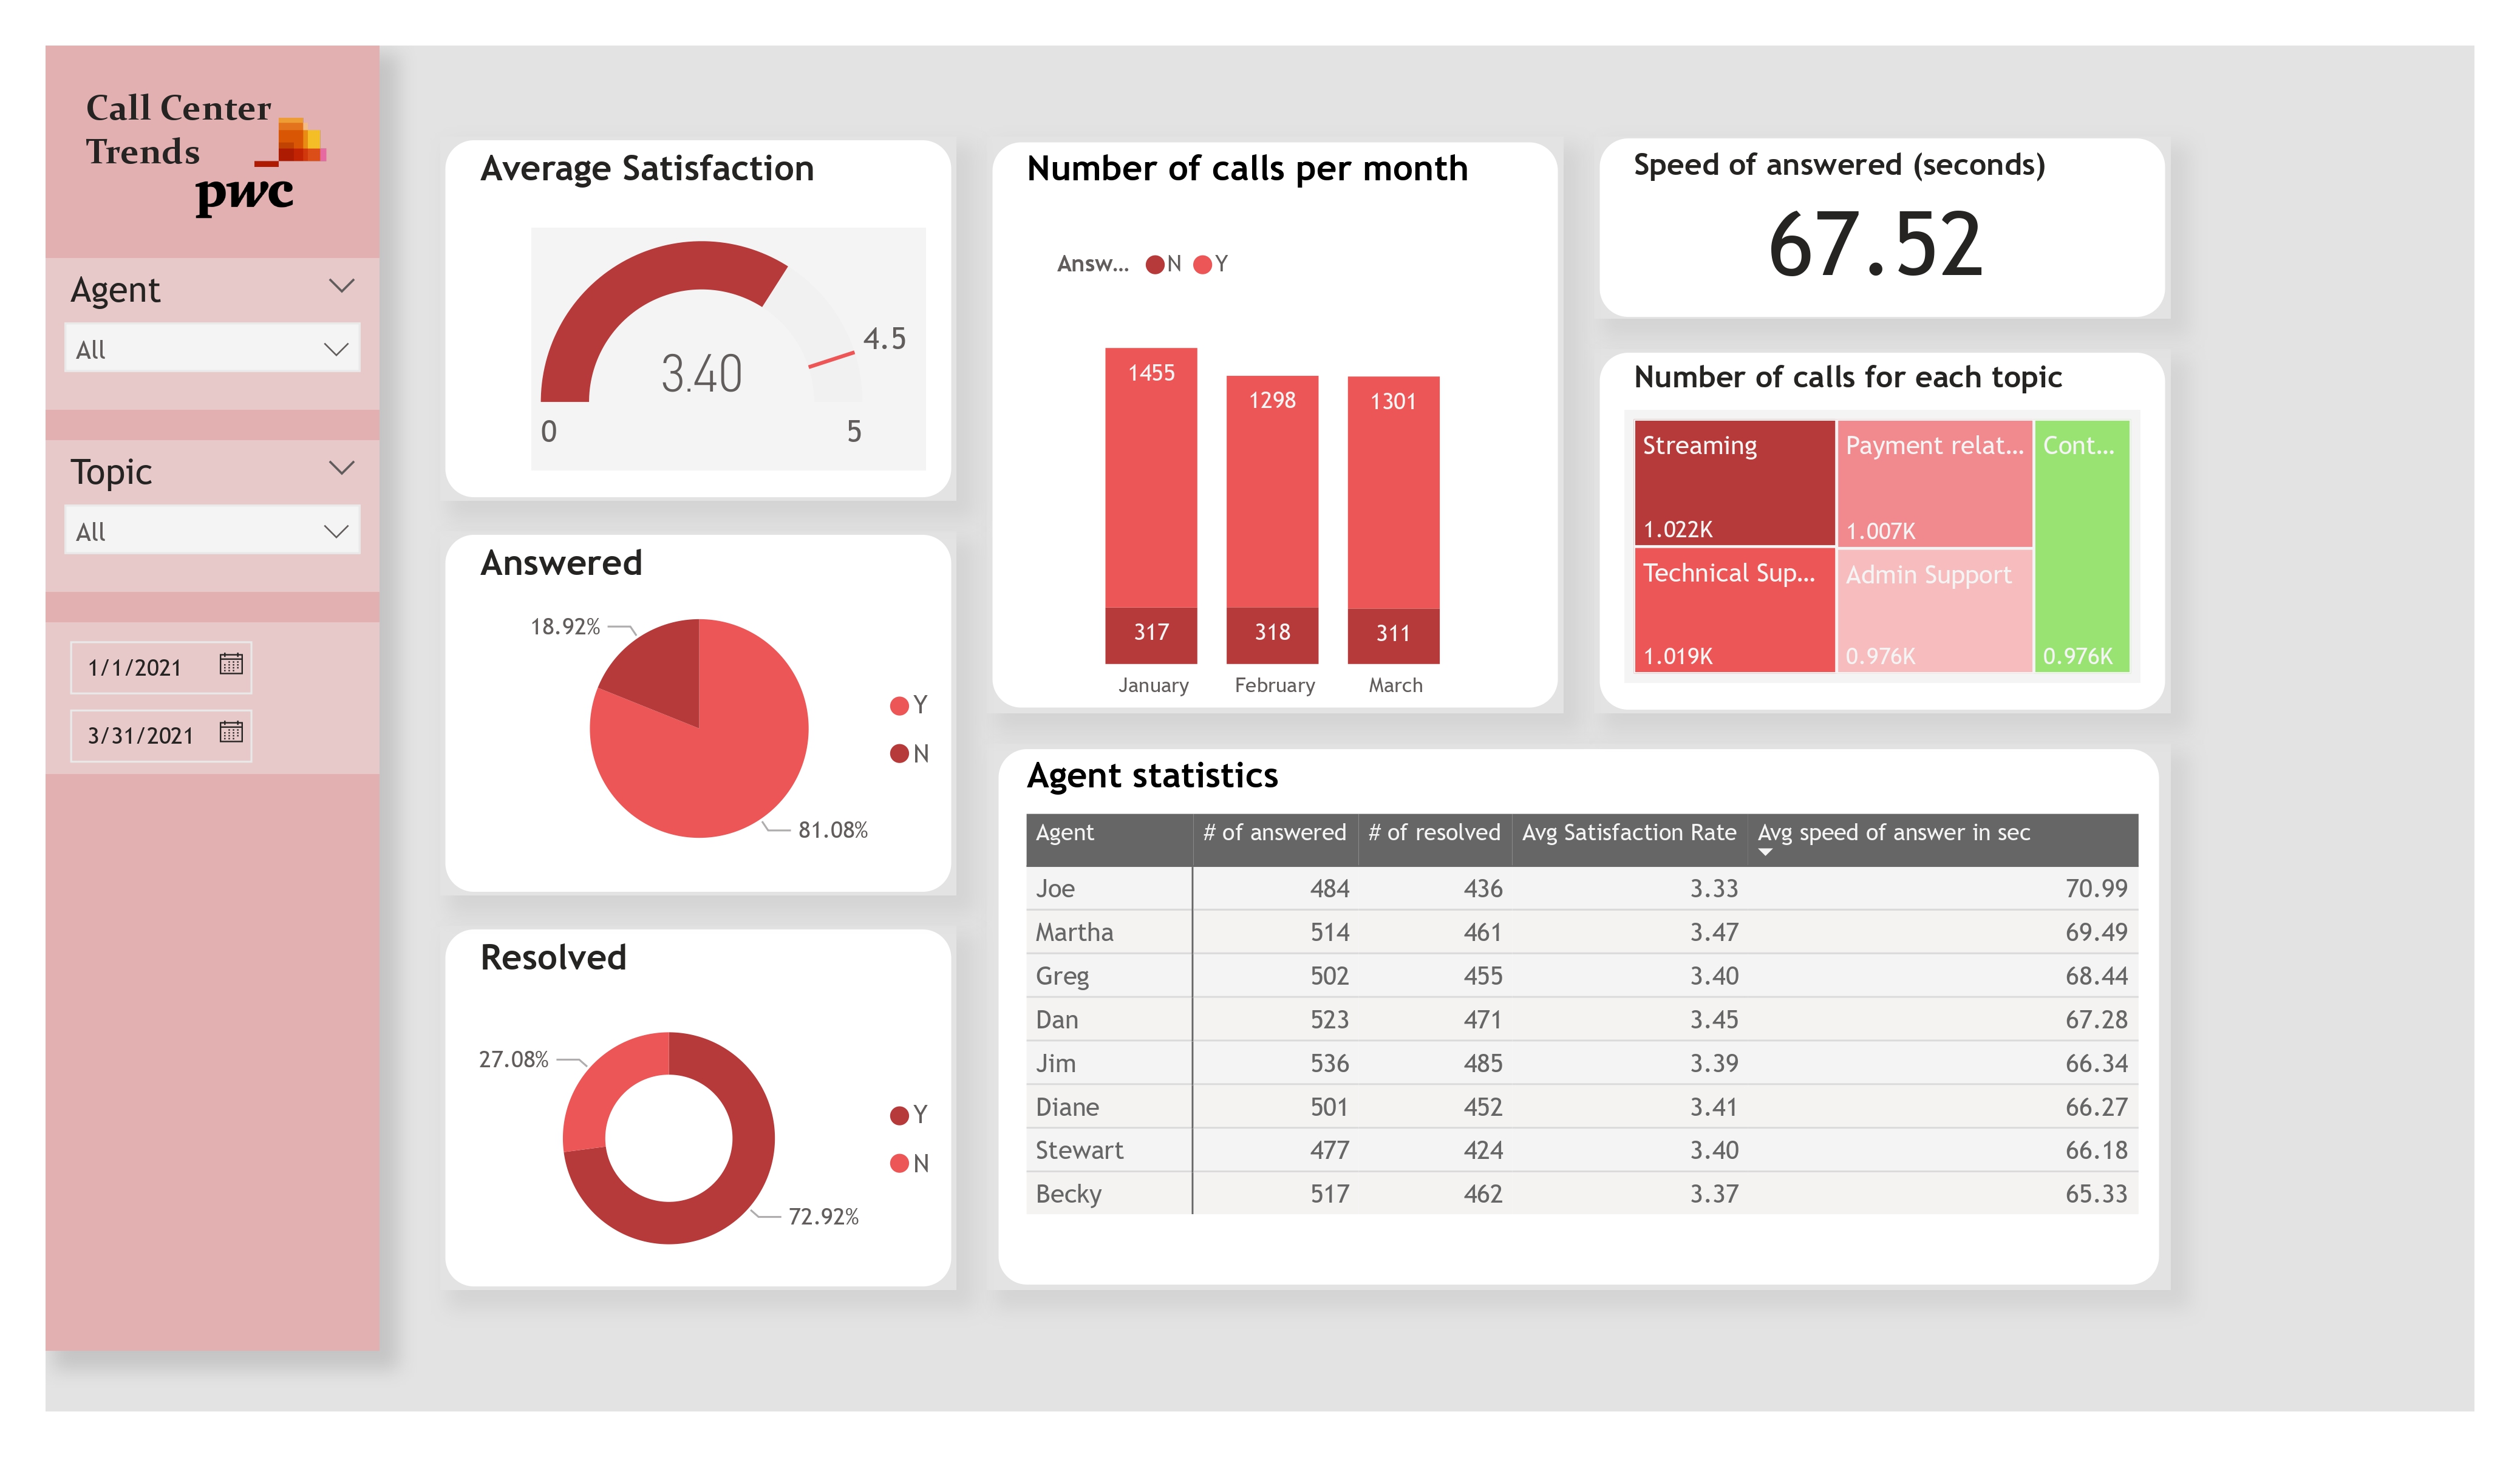 Call Center
Trends
pwc
Agent
All
Topic
All
1/1/2021
3/31/2021
Average Satisfaction
3.40
4.5
0
5
Answered
18.92%
81.08%
Y
N
Resolved
27.08%
72.92%
Y
N
Number of calls per month
Answ... N Y
1455
1298
1301
317
318
311
January February March
Speed of answered (seconds)
67.52
Number of calls for each topic
Streaming
1.022K
Payment relat...
1.007K
Cont...
0.976K
Technical Sup...
1.019K
Admin Support
0.976K
Agent statistics
Agent # of answered # of resolved Avg Satisfaction Rate Avg speed of answer in sec
Joe 484 436 3.33 70.99
Martha 514 461 3.47 69.49
Greg 502 455 3.40 68.44
Dan 523 471 3.45 67.28
Jim 536 485 3.39 66.34
Diane 501 452 3.41 66.27
Stewart 477 424 3.40 66.18
Becky 517 462 3.37 65.33